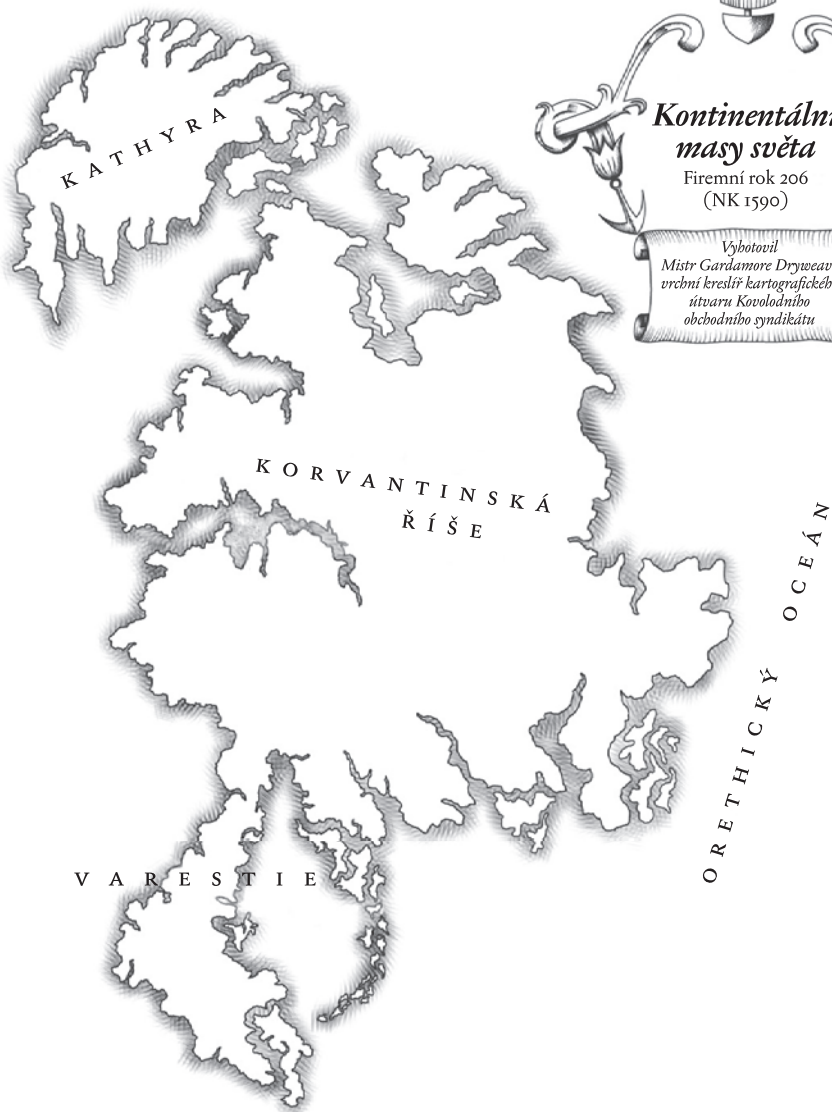 KATHYRA
Kontinentální
masy světa
Firemní rok 206
(NK 1590)
Vyhotovil
Mistr Gardamore Dryweav
vrchní kreslíř kartografickéh
útvaru Kovolodního
obchodního syndikátu
KORVANTINSKÁ
ŘÍŠE
ORETHICKÝ OCEÁN
VARESTIE